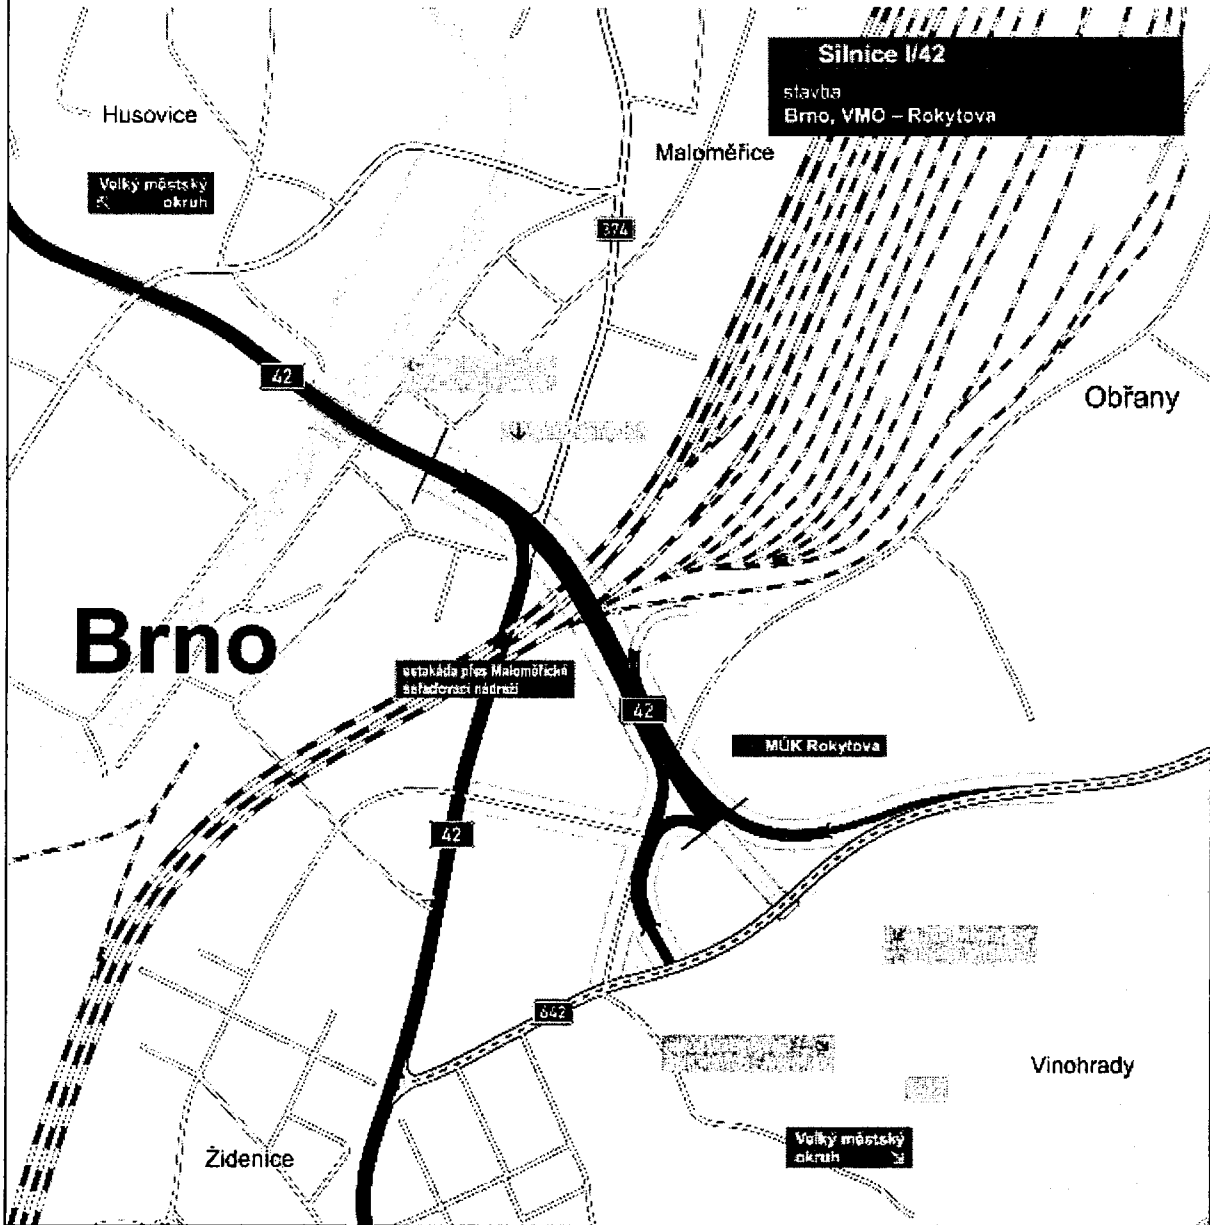 Silnice I/42
stavba
Brno, VMO – Rokytova
Husovice
Maloměřice
Velký městský
okruh
374
42
Obřany
Brno
estakáda přes Maloměřické
seřaďovací nádraží
42
MÚK Rokytova
42
642
Vinohrady
Velký městský
okruh
Židenice